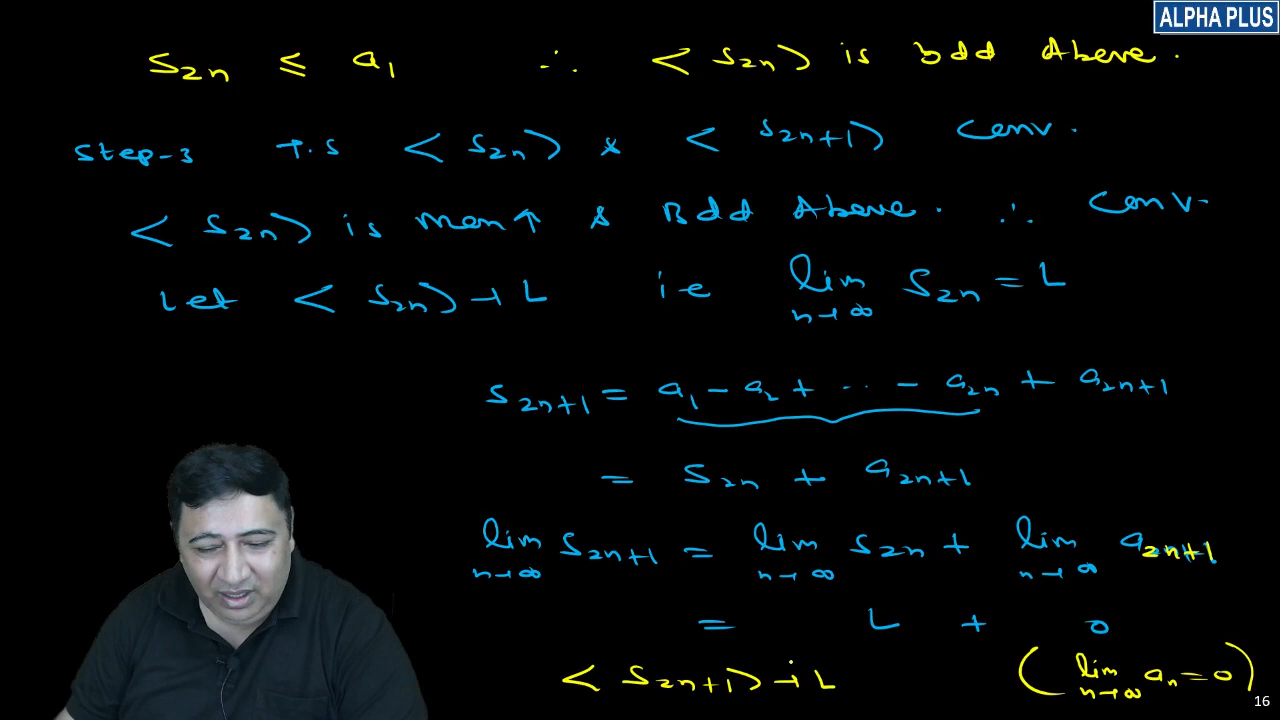 ALPHA PLUS
S₂ₙ ≤ a₁ ∴ <S₂ₙ> is bdd Above.
Step-3 T.S <S₂ₙ> & <S₂ₙ₊₁> Conv.
<S₂ₙ> is mon↑ & Bdd Above. ∴ Conv.
Let <S₂ₙ> → L ie lim n→∞ S₂ₙ = L
S₂ₙ₊₁ = a₁ - a₂ + ... - a₂ₙ + a₂ₙ₊₁
= S₂ₙ + a₂ₙ₊₁
lim n→∞ S₂ₙ₊₁ = lim n→∞ S₂ₙ + lim n→∞ a₂ₙ₊₁
= L + 0
<S₂ₙ₊₁> → L (lim n→∞ aₙ = 0)
16